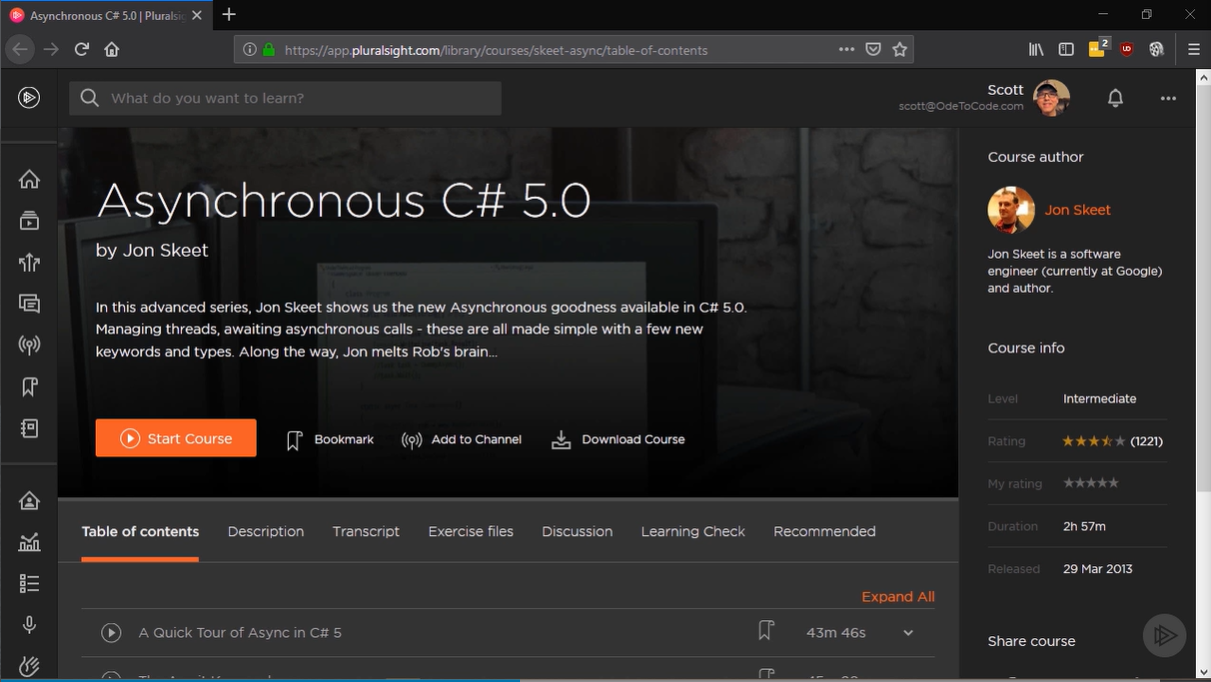 Asynchronous C# 5.0 | Pluralsig
https://app.pluralsight.com/library/courses/skeet-async/table-of-contents
2
What do you want to learn?
Scott
scott@OdeToCode.com
Asynchronous C# 5.0
by Jon Skeet
In this advanced series, Jon Skeet shows us the new Asynchronous goodness available in C# 5.0.
Managing threads, awaiting asynchronous calls - these are all made simple with a few new
keywords and types. Along the way, Jon melts Rob's brain...
Start Course
Bookmark
Add to Channel
Download Course
Course author
Jon Skeet
Jon Skeet is a software
engineer (currently at Google)
and author.
Course info
Level Intermediate
Rating (1221)
My rating
Duration 2h 57m
Released 29 Mar 2013
Share course
Table of contents Description Transcript Exercise files Discussion Learning Check Recommended
Expand All
A Quick Tour of Async in C# 5 43m 46s